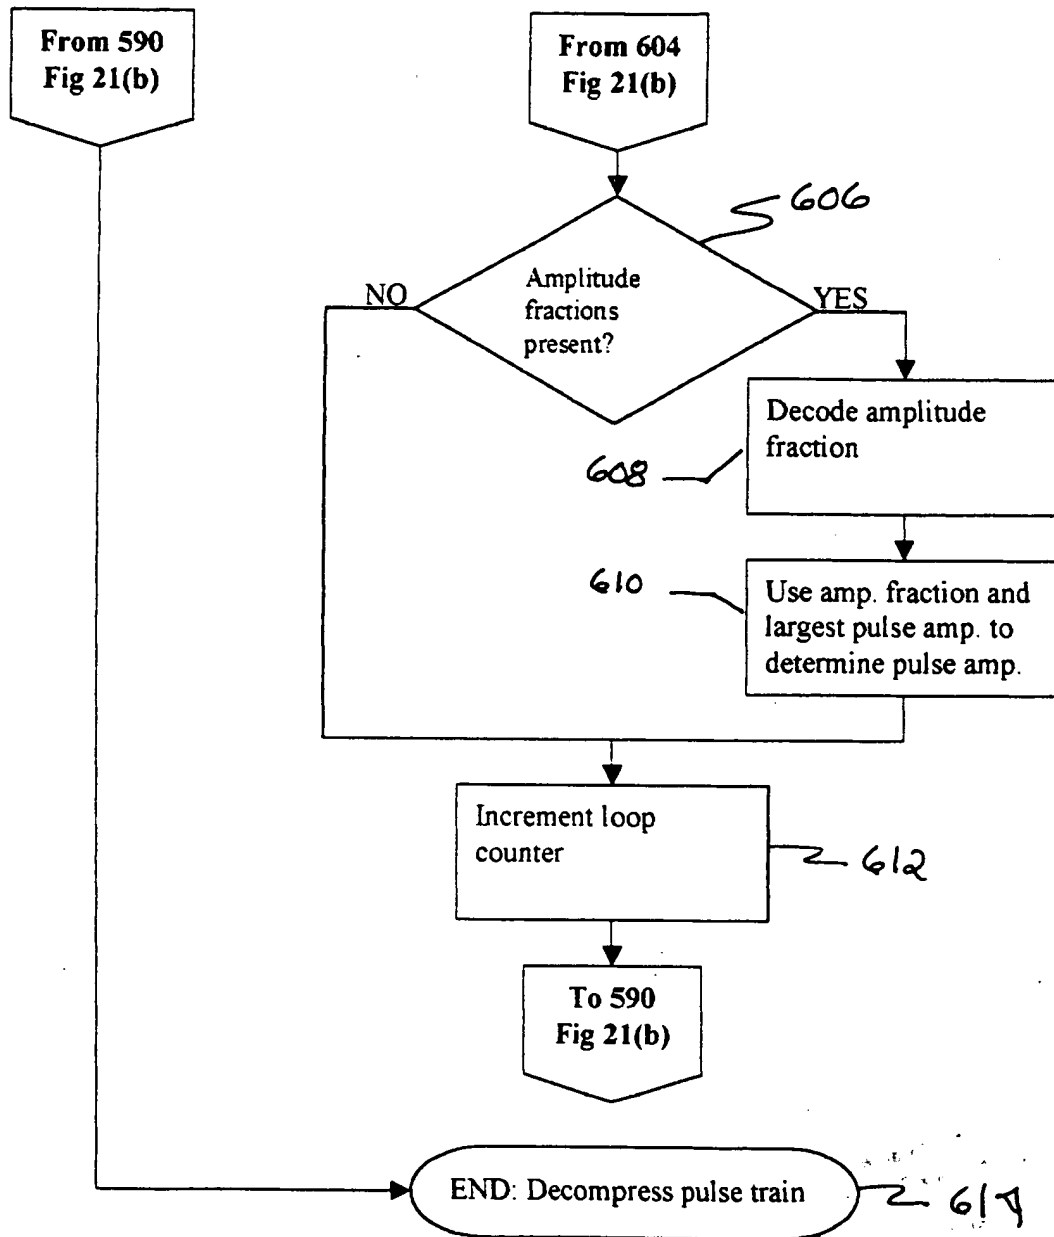 From 590
Fig 21(b)
From 604
Fig 21(b)
606
Amplitude
fractions
present?
NO
YES
Decode amplitude
fraction
608
610
Use amp. fraction and
largest pulse amp. to
determine pulse amp.
Increment loop
counter
612
To 590
Fig 21(b)
END: Decompress pulse train
614